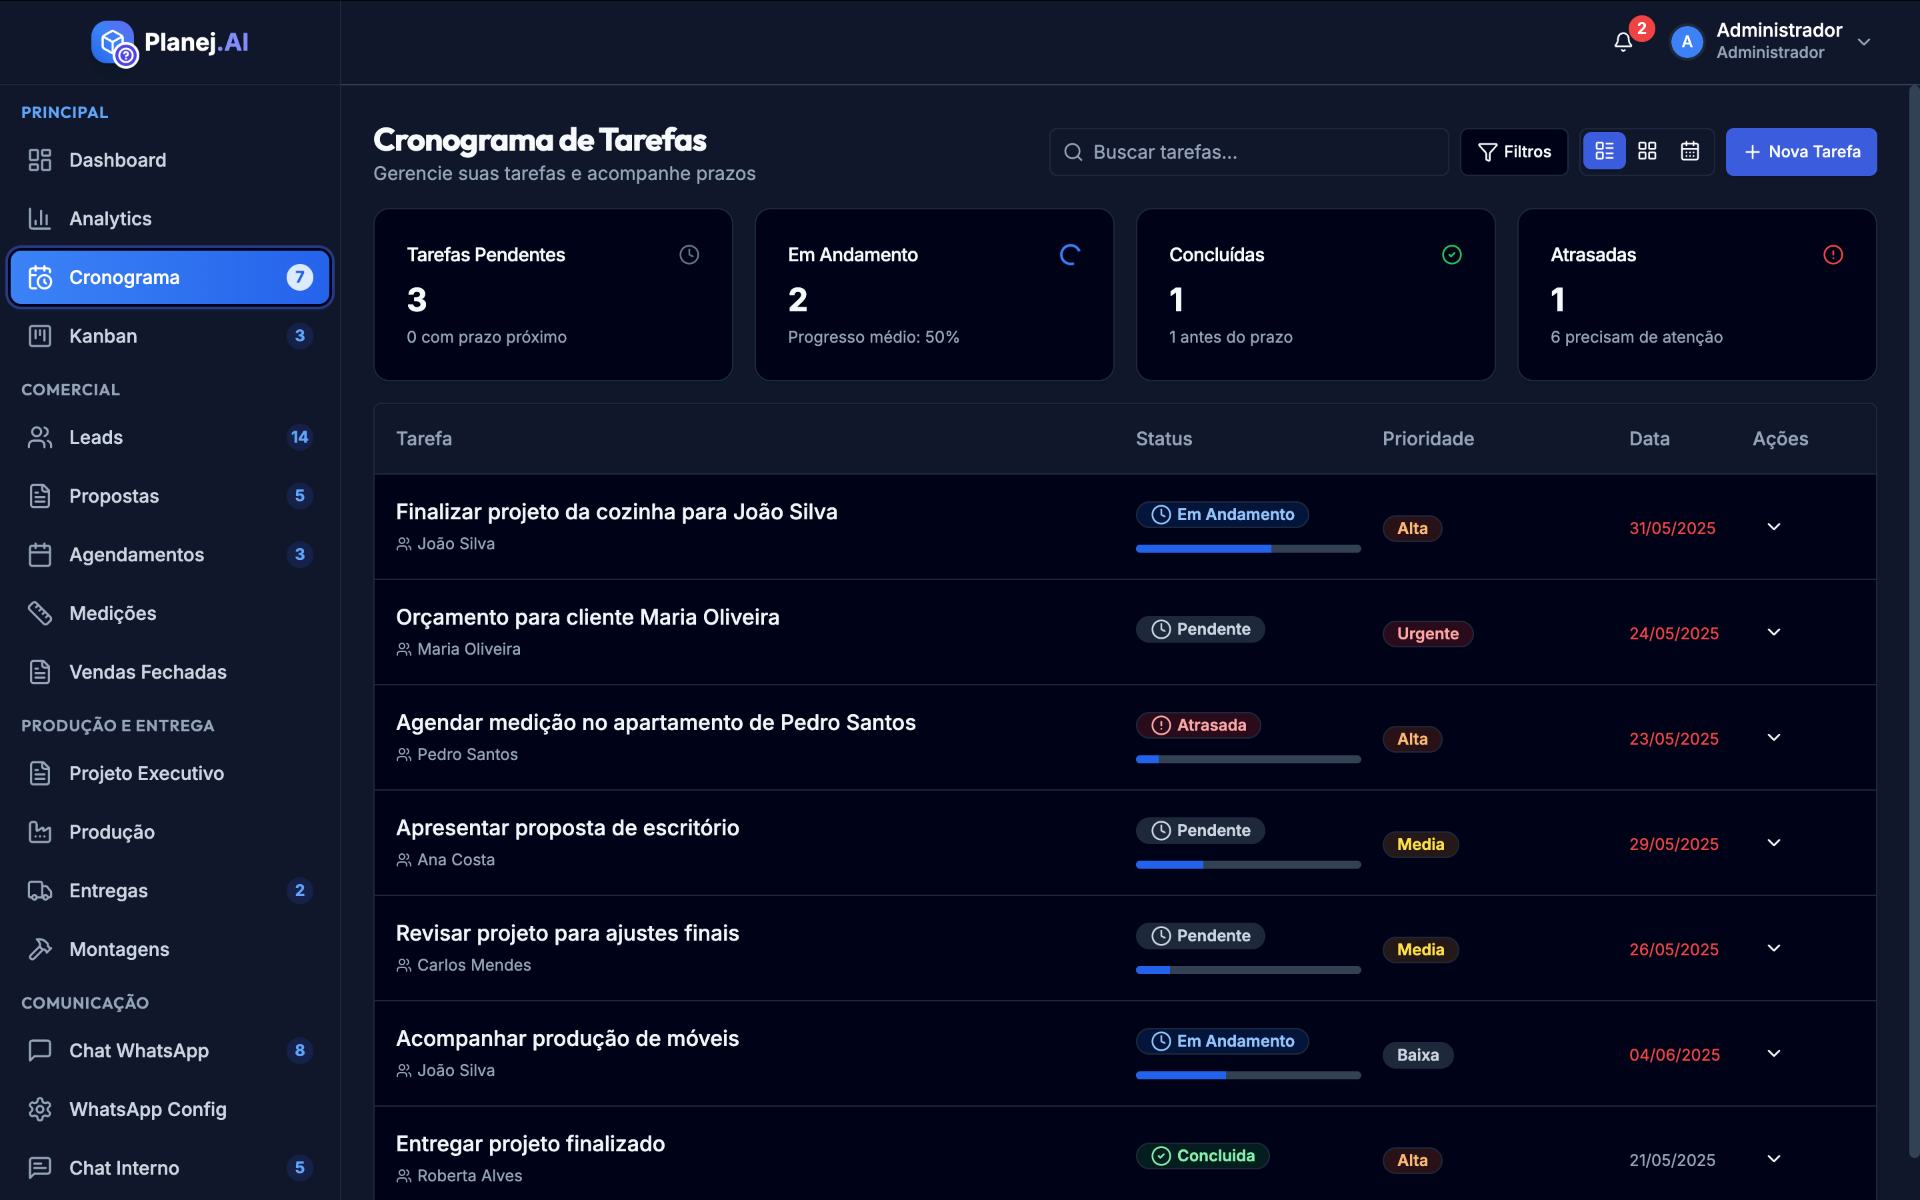 Planej.AI
2
A
Administrador
Administrador
PRINCIPAL
Dashboard
Analytics
Cronograma 7
Kanban 3
COMERCIAL
Leads 14
Propostas 5
Agendamentos 3
Medições
Vendas Fechadas
PRODUÇÃO E ENTREGA
Projeto Executivo
Produção
Entregas 2
Montagens
COMUNICAÇÃO
Chat WhatsApp 8
WhatsApp Config
Chat Interno 5
Cronograma de Tarefas
Gerencie suas tarefas e acompanhe prazos
Buscar tarefas...
Filtros
Nova Tarefa
Tarefas Pendentes
3
0 com prazo próximo
Em Andamento
2
Progresso médio: 50%
Concluídas
1
1 antes do prazo
Atrasadas
1
6 precisam de atenção
Tarefa Status Prioridade Data Ações
Finalizar projeto da cozinha para João Silva
João Silva
Em Andamento
Alta
31/05/2025
Orçamento para cliente Maria Oliveira
Maria Oliveira
Pendente
Urgente
24/05/2025
Agendar medição no apartamento de Pedro Santos
Pedro Santos
Atrasada
Alta
23/05/2025
Apresentar proposta de escritório
Ana Costa
Pendente
Media
29/05/2025
Revisar projeto para ajustes finais
Carlos Mendes
Pendente
Media
26/05/2025
Acompanhar produção de móveis
João Silva
Em Andamento
Baixa
04/06/2025
Entregar projeto finalizado
Roberta Alves
Concluida
Alta
21/05/2025